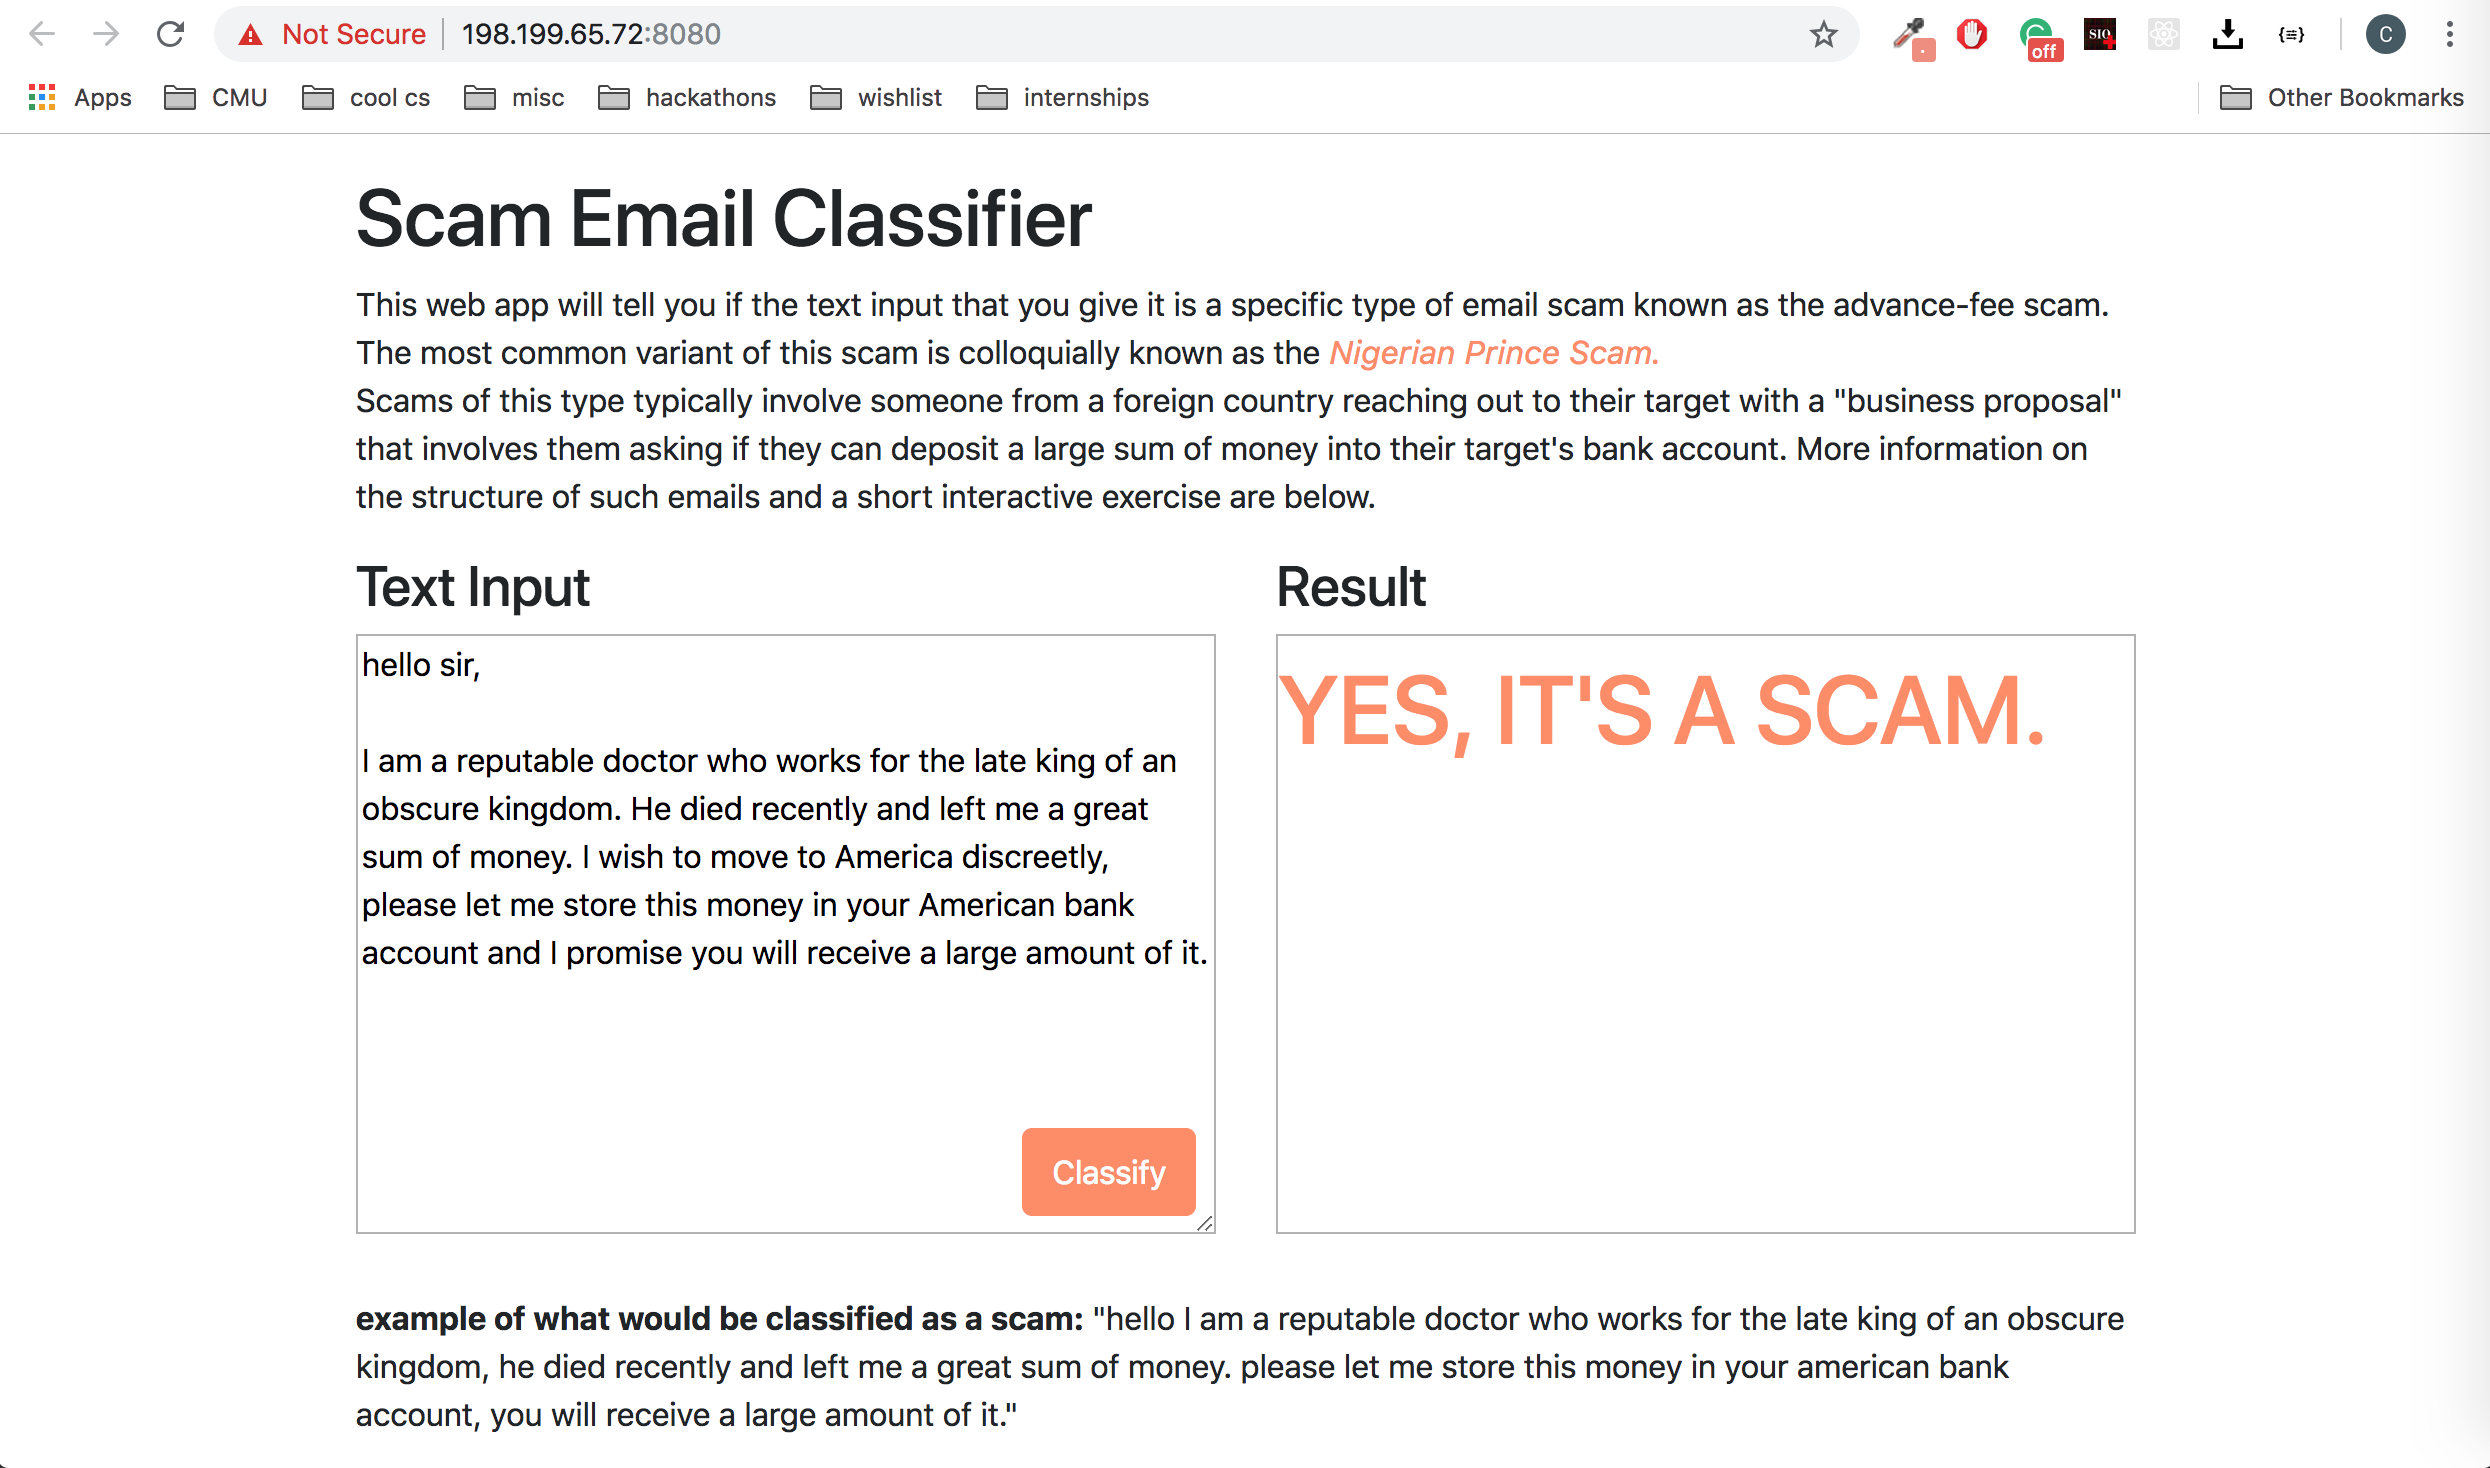 Not Secure 198.199.65.72:8080
off
SIO
C
Apps CMU cool cs misc hackathons wishlist internships Other Bookmarks
Scam Email Classifier
This web app will tell you if the text input that you give it is a specific type of email scam known as the advance-fee scam.
The most common variant of this scam is colloquially known as the Nigerian Prince Scam.
Scams of this type typically involve someone from a foreign country reaching out to their target with a "business proposal"
that involves them asking if they can deposit a large sum of money into their target's bank account. More information on
the structure of such emails and a short interactive exercise are below.
Text Input
hello sir,
I am a reputable doctor who works for the late king of an
obscure kingdom. He died recently and left me a great
sum of money. I wish to move to America discreetly,
please let me store this money in your American bank
account and I promise you will receive a large amount of it.
Classify
Result
YES, IT'S A SCAM.
example of what would be classified as a scam: "hello I am a reputable doctor who works for the late king of an obscure
kingdom, he died recently and left me a great sum of money. please let me store this money in your american bank
account, you will receive a large amount of it."